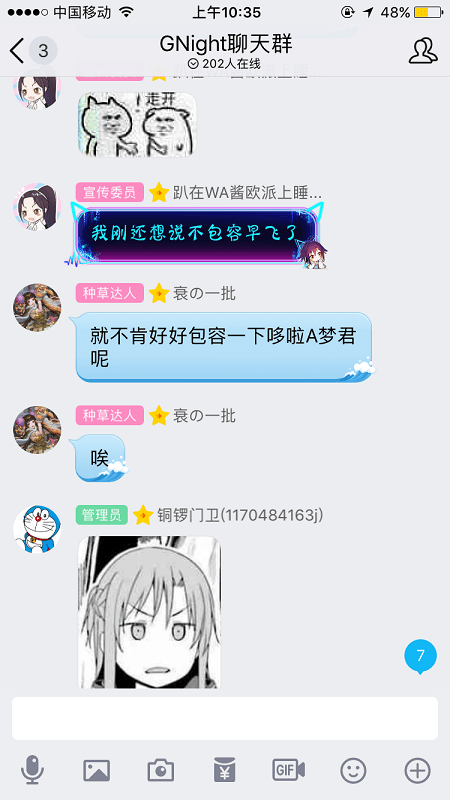 中国移动
上午10:35
48%
3
GNight聊天群
202人在线
走开
宣传委员
趴在WA酱欧派上睡...
我刚还想说不包容早飞了
种草达人
衰の一批
就不肯好好包容一下哆啦A梦君
呢
种草达人
衰の一批
唉
管理员
铜锣门卫(1170484163j)
7
GIF